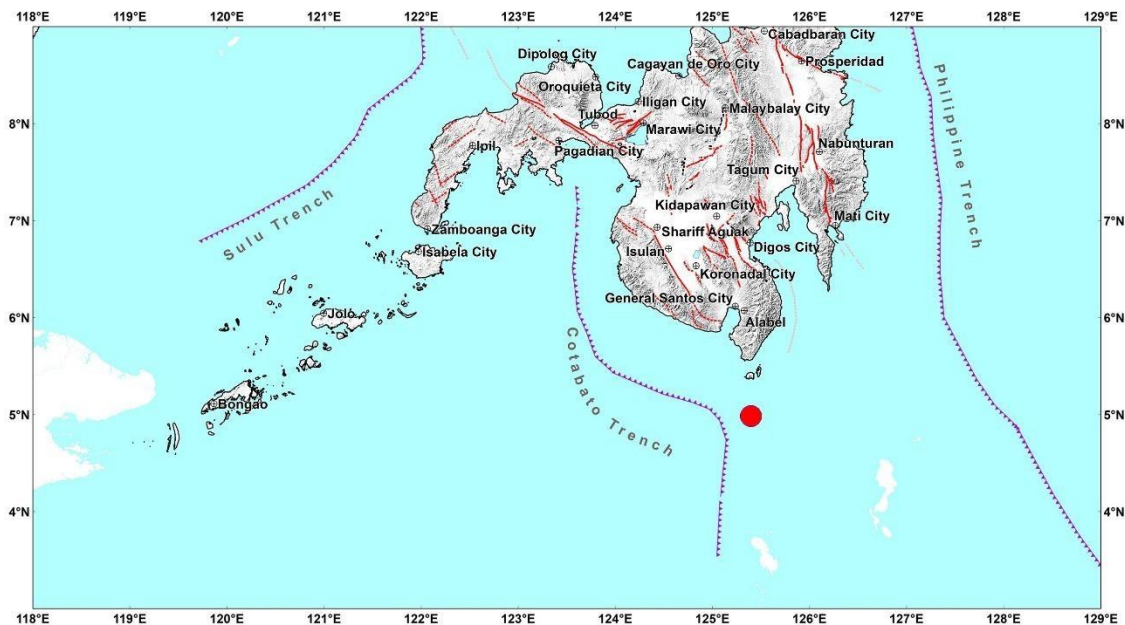 118°E 119°E 120°E 121°E 122°E 123°E 124°E 125°E 126°E 127°E 128°E 129°E
Cabadbaran City
Dipolog City
Cagayan de Oro City
Prosperidad
Oroquieta City
Iligan City
Malaybalay City
Tubod
8°N
8°N
Marawi City
Ipil
Pagadian City
Nabunturan
Tagum City
Philippine Trench
Sulu Trench
Kidapawan City
7°N
7°N
Zamboanga City
Shariff Aguak
Mati City
Isabela City
Isulan
Digos City
Koronadal City
General Santos City
6°N
Joló
Alabel
6°N
Cotabato Trench
5°N
Bongao
5°N
4°N
4°N
118°E 119°E 120°E 121°E 122°E 123°E 124°E 125°E 126°E 127°E 128°E 129°E